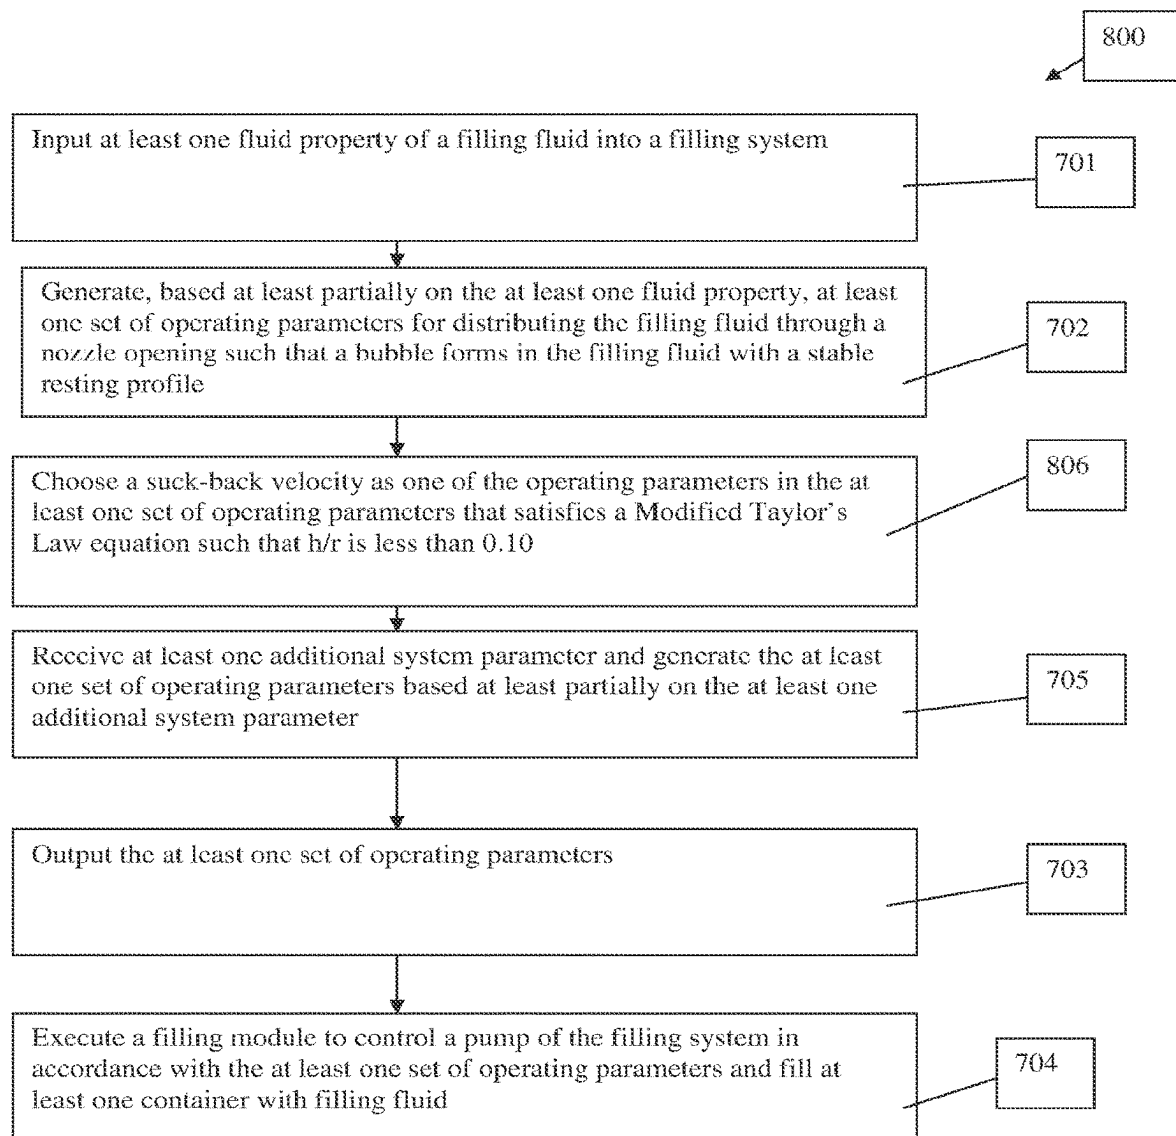 800
Input at least one fluid property of a filling fluid into a filling system
701
Generate, based at least partially on the at least one fluid property, at least
one set of operating parameters for distributing the filling fluid through a
nozzle opening such that a bubble forms in the filling fluid with a stable
resting profile
702
Choose a suck-back velocity as one of the operating parameters in the at
least one set of operating parameters that satisfies a Modified Taylor's
Law equation such that h/r is less than 0.10
806
Receive at least one additional system parameter and generate the at least
one set of operating parameters based at least partially on the at least one
additional system parameter
705
Output the at least one set of operating parameters
703
Execute a filling module to control a pump of the filling system in
accordance with the at least one set of operating parameters and fill at
least one container with filling fluid
704